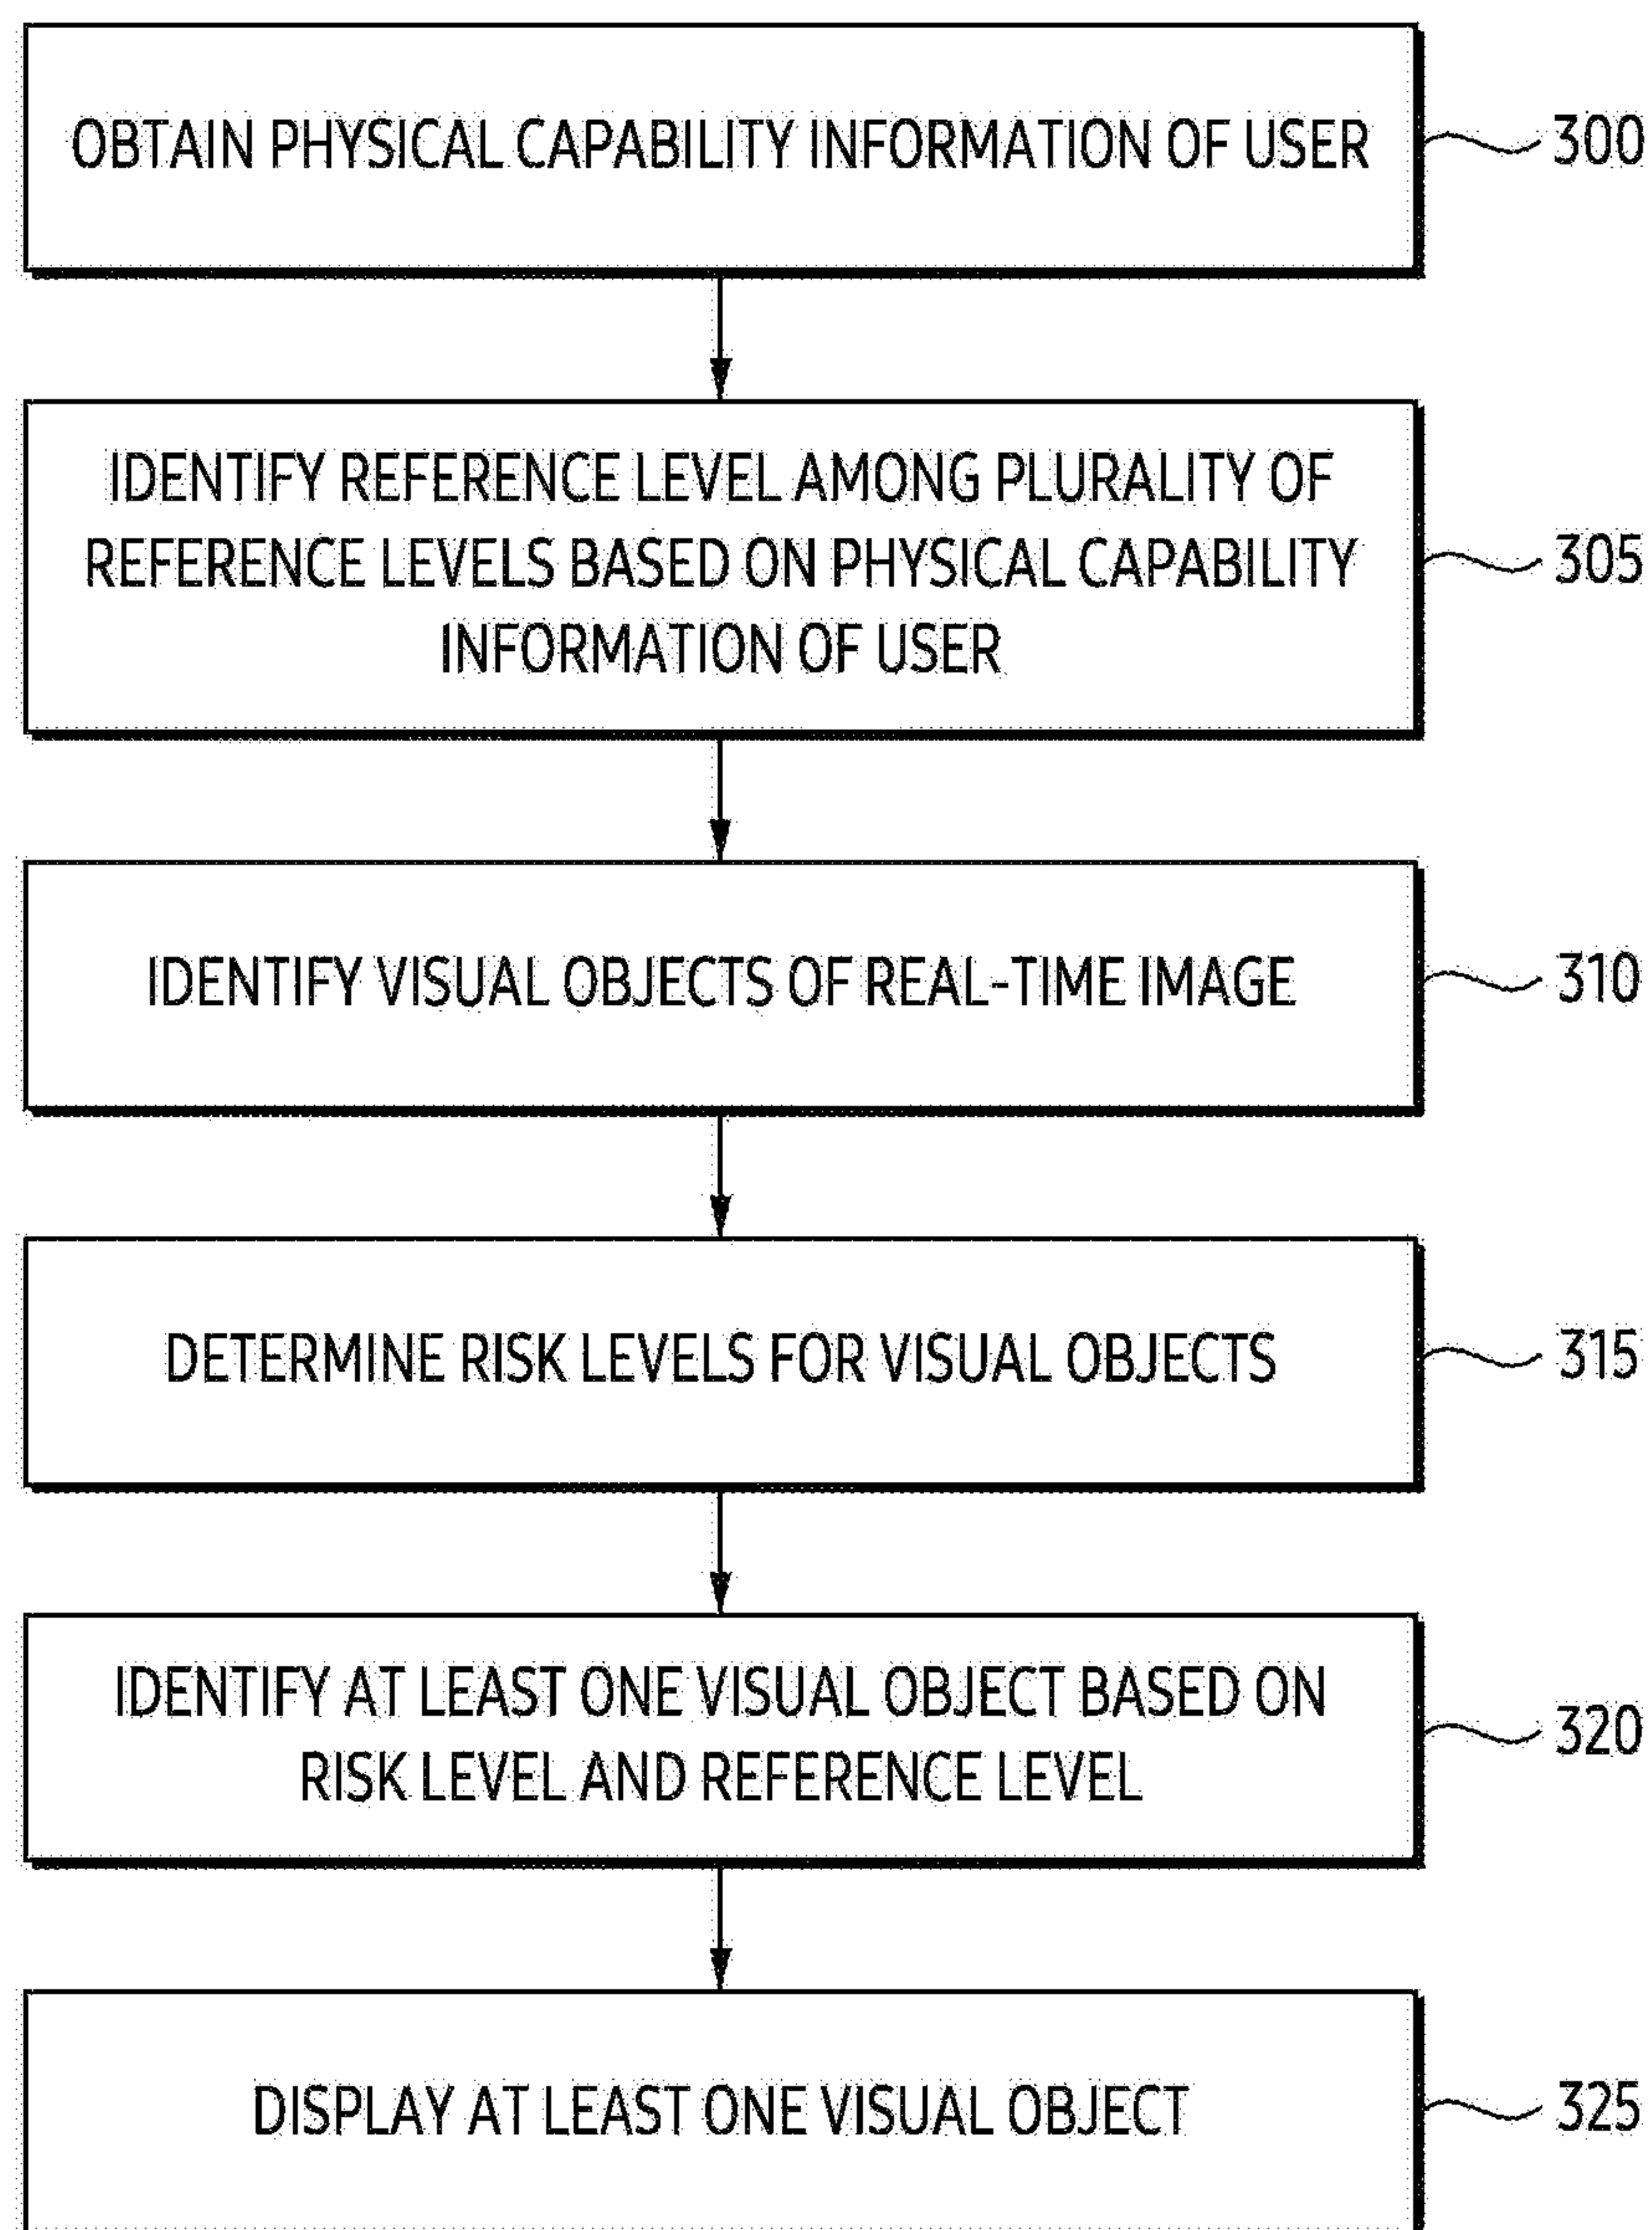 OBTAIN PHYSICAL CAPABILITY INFORMATION OF USER
300
IDENTIFY REFERENCE LEVEL AMONG PLURALITY OF
REFERENCE LEVELS BASED ON PHYSICAL CAPABILITY
INFORMATION OF USER
305
IDENTIFY VISUAL OBJECTS OF REAL-TIME IMAGE
310
DETERMINE RISK LEVELS FOR VISUAL OBJECTS
315
IDENTIFY AT LEAST ONE VISUAL OBJECT BASED ON
RISK LEVEL AND REFERENCE LEVEL
320
DISPLAY AT LEAST ONE VISUAL OBJECT
325